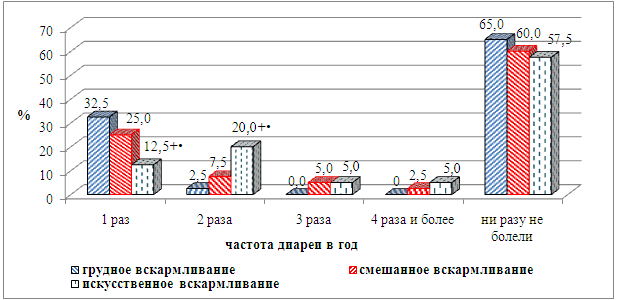 70
60
50
40
30
20
10
0
%
32,5
25,0
12,5+•
2,5
7,5
20,0+•
0,0
5,0
5,0
0
2,5
5,0
65,0
60,0
57,5
1 раз
2 раза
3 раза
4 раза и более
ни разу не
болели
частота диареи в год
грудное вскармливание
смешанное вскармливание
искусственное вскармливание